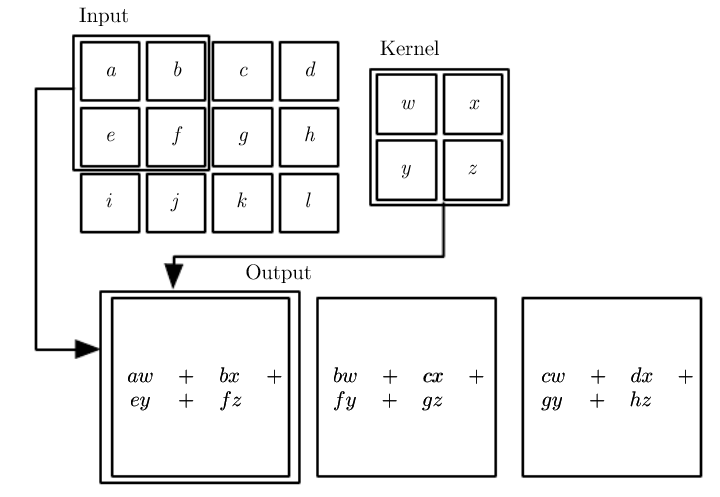 Input
a b c d
e f g h
i j k l
Kernel
w x
y z
Output
aw + bx +
ey + fz
bw + cx +
fy + gz
cw + dx +
gy + hz